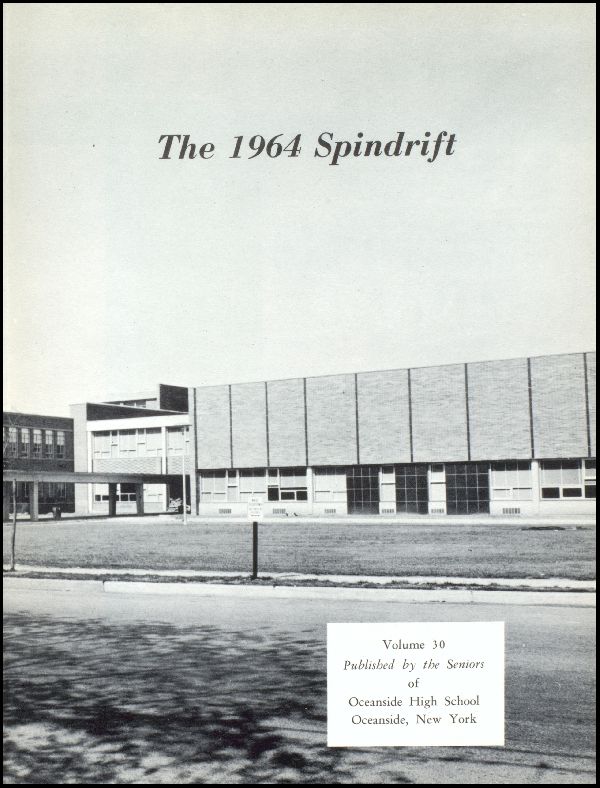 The 1964 Spindrift
Volume 30
Published by the Seniors
of
Oceanside High School
Oceanside, New York